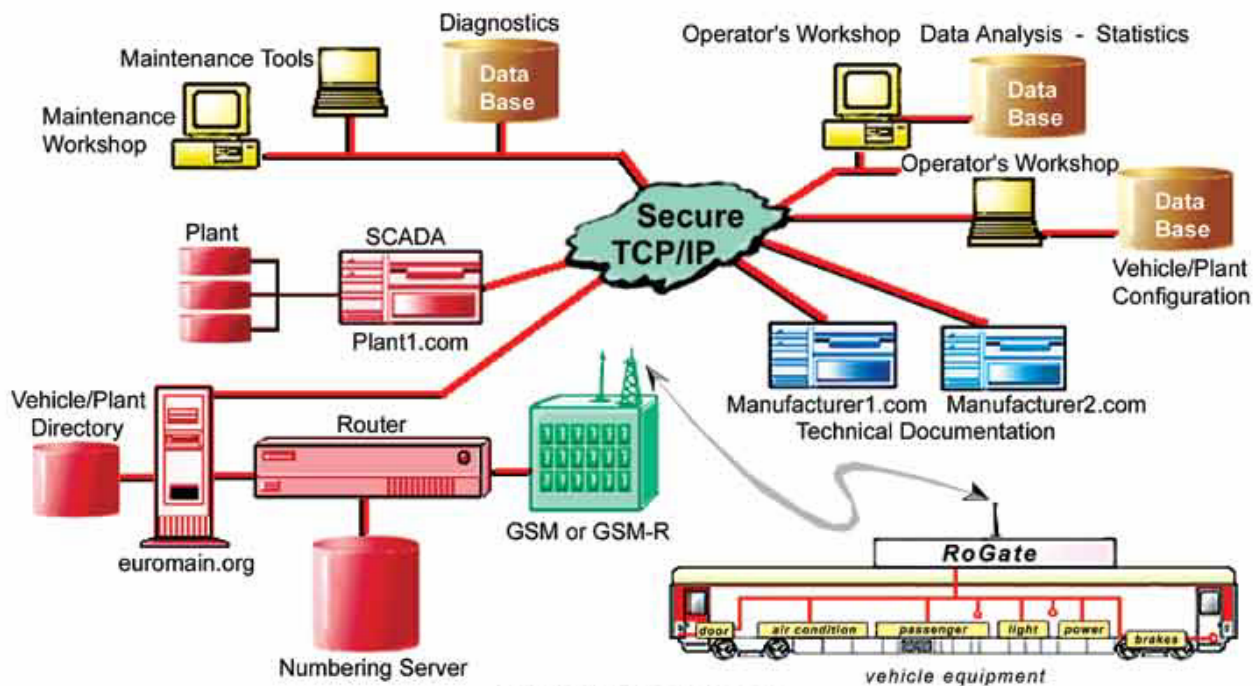 Diagnostics
Maintenance Tools
Data
Base
Maintenance
Workshop
Operator's Workshop
Data Analysis - Statistics
Data
Base
Operator's Workshop
Data
Base
Vehicle/Plant
Configuration
Secure
TCP/IP
Plant
SCADA
Plant1.com
Manufacturer1.com
Manufacturer2.com
Technical Documentation
Vehicle/Plant
Directory
Router
GSM or GSM-R
euromain.org
Numbering Server
RoGate
door
air condition
passenger
light
power
brakes
vehicle equipment